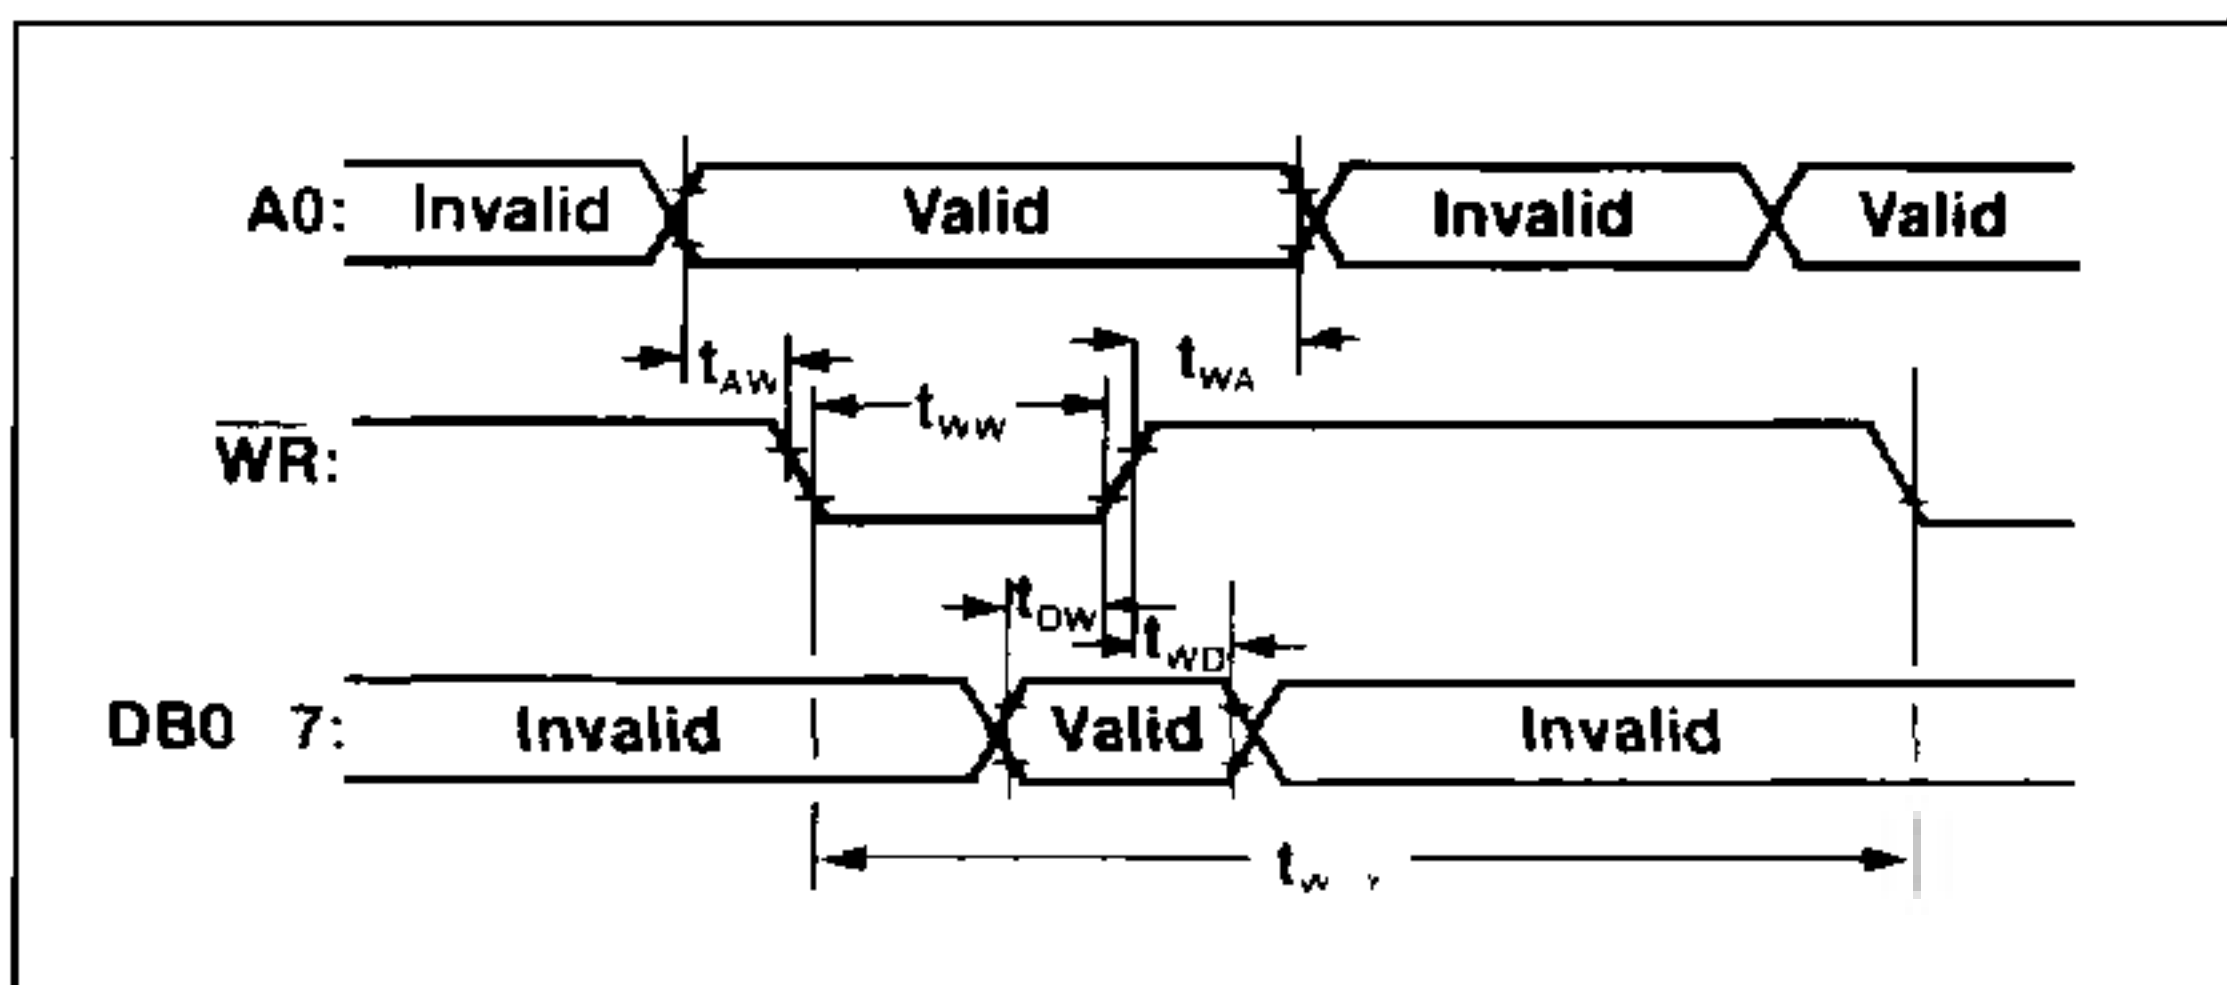 A0: Invalid Valid Invalid Valid
tAW tWA
tWW
WR:
tDW
tWD
DB0 7: Invalid Valid Invalid